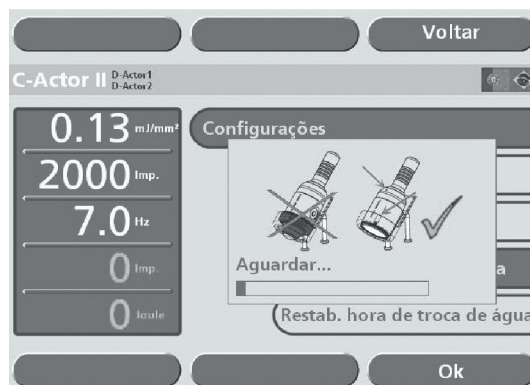 Voltar
C-Actor II D-Actor1
D-Actor2
0.13 mJ/mm²
2000 Imp.
7.0 Hz
0 Imp.
0 Joule
Configurações
Aguardar...
a
Restab. hora de troca de água
Ok